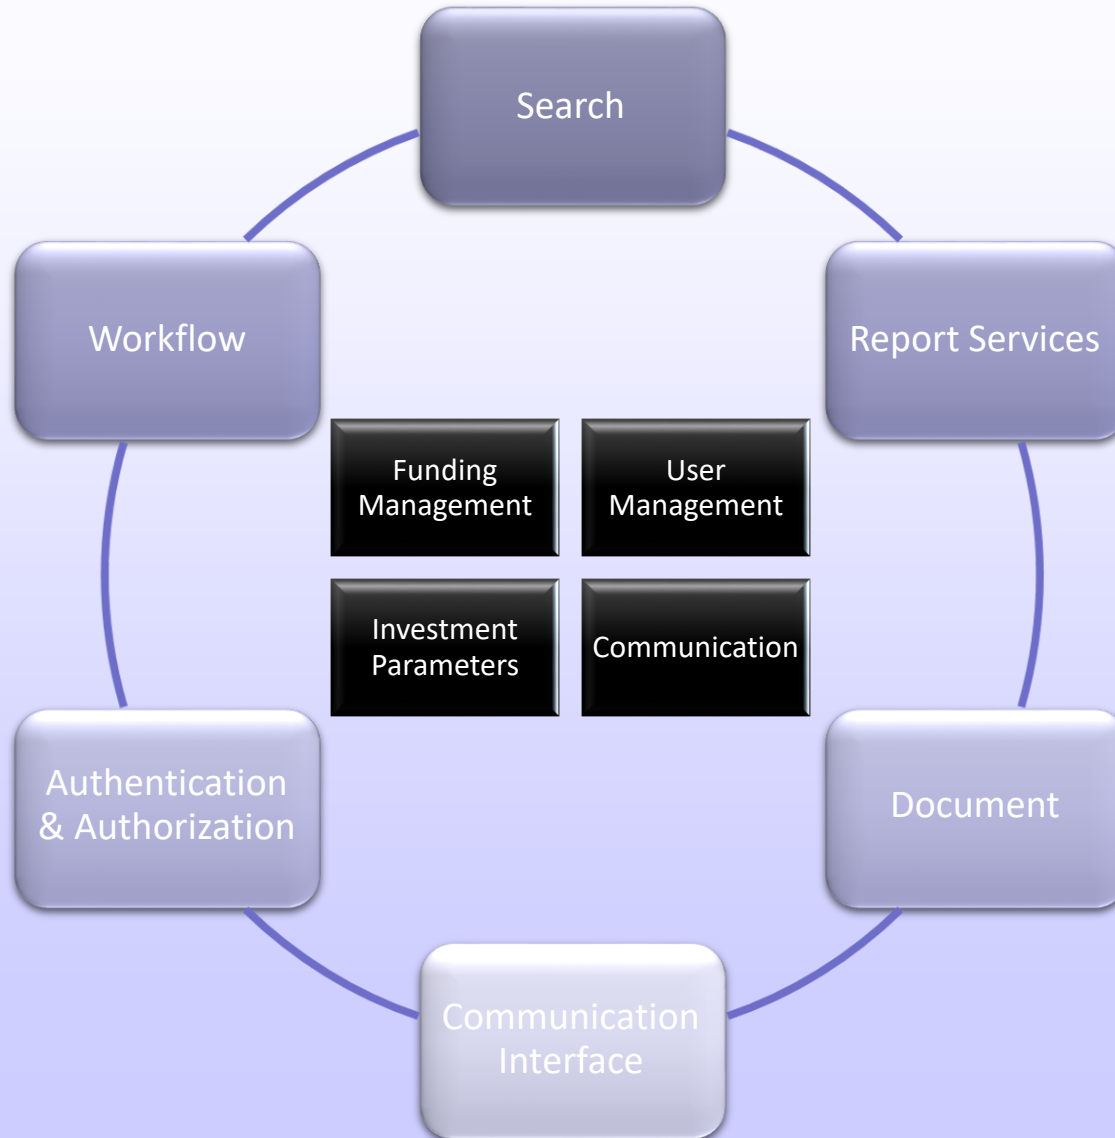 Search
Workflow
Report Services
Funding
Management
User
Management
Investment
Parameters
Communication
Authentication
& Authorization
Document
Communication
Interface